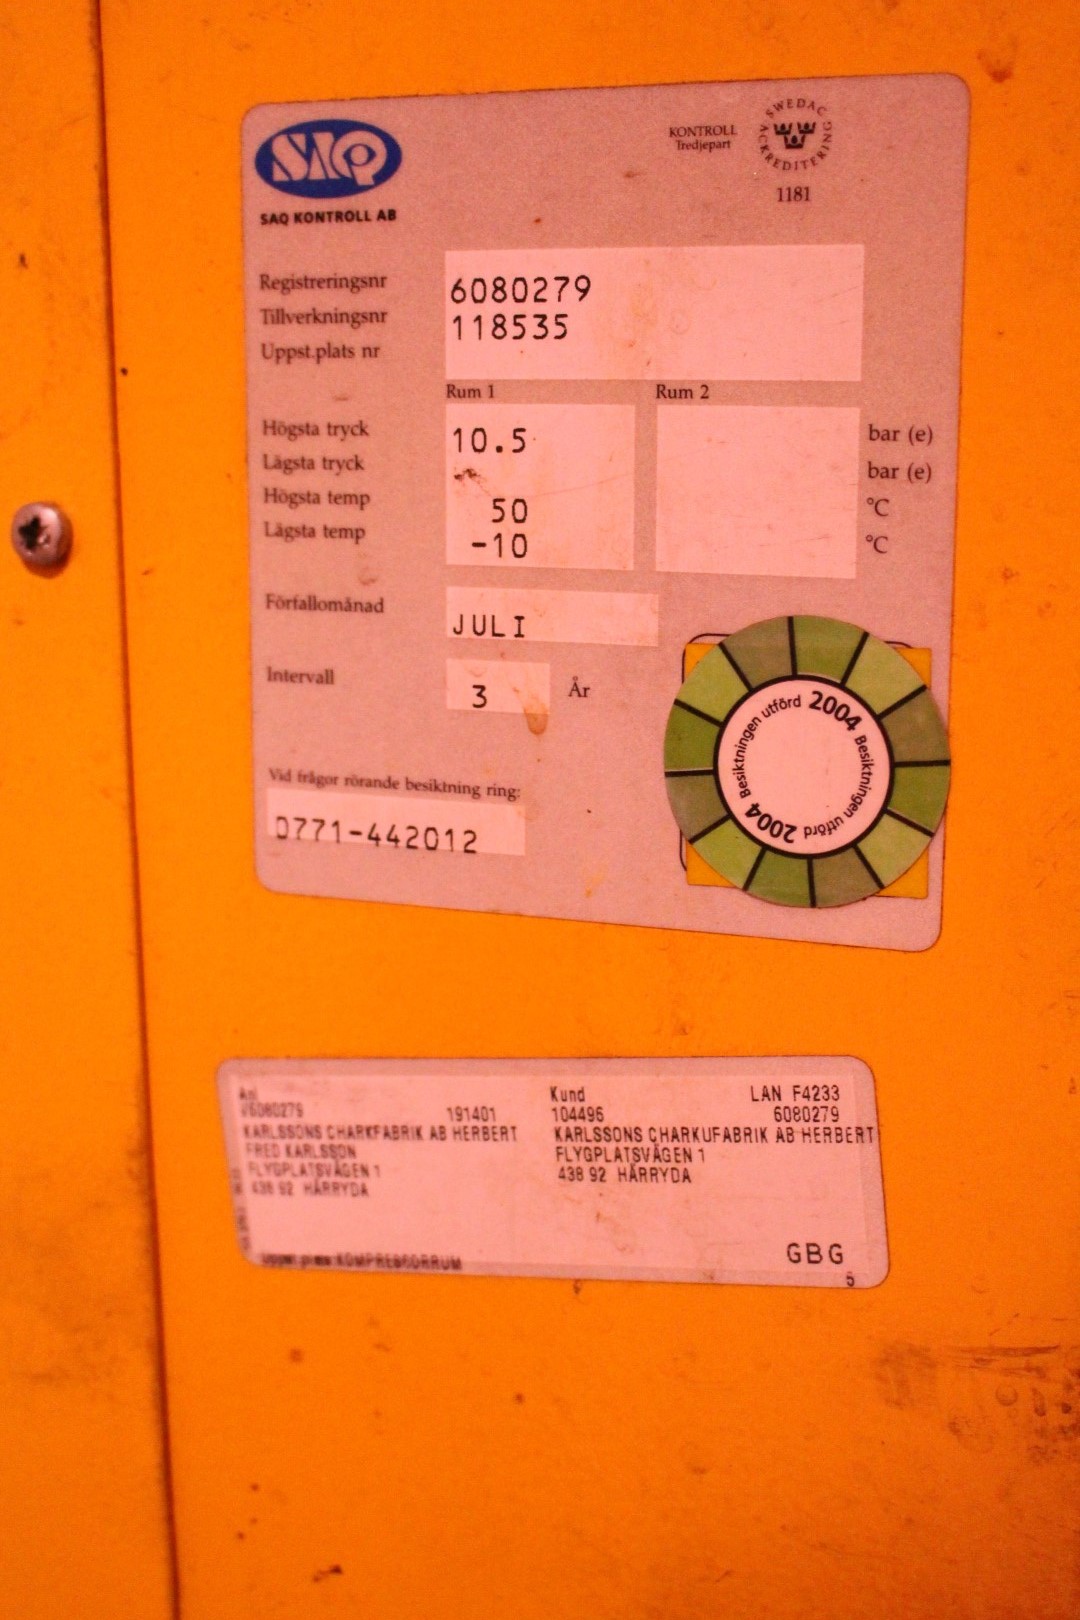 SAQ
SAQ KONTROLL AB
KONTROLL
Tredjepart
SWEDAC ACKREDITERING
1181
Registreringsnr 6080279
Tillverkningsnr 118535
Uppst.plats nr
Rum 1 Rum 2
Högsta tryck 10.5 bar (e)
Lägsta tryck bar (e)
Högsta temp 50 °C
Lägsta temp -10 °C
Förfallomånad JULI
Intervall 3 År
Vid frågor rörande besiktning ring:
0771-442012
2004 Besiktningen utförd 2004 Besiktningen utförd
Anl
V6080279 191401
KARLSSONS CHARKFABRIK AB HERBERT
FRED KARLSSON
FLYGPLATSVÄGEN 1
438 92 HÄRRYDA
Uppst.plats: KOMPRESSORRUM
Kund LAN F4233
104496 6080279
KARLSSONS CHARKUFABRIK AB HERBERT
FLYGPLATSVÄGEN 1
438 92 HÄRRYDA
GBG
5